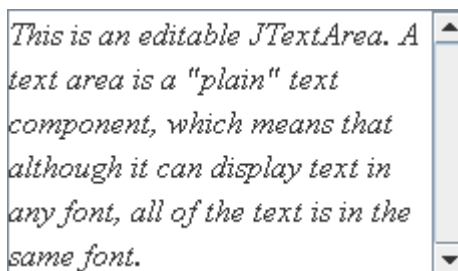 This is an editable JTextArea. A
text area is a "plain" text
component, which means that
although it can display text in
any font, all of the text is in the
same font.